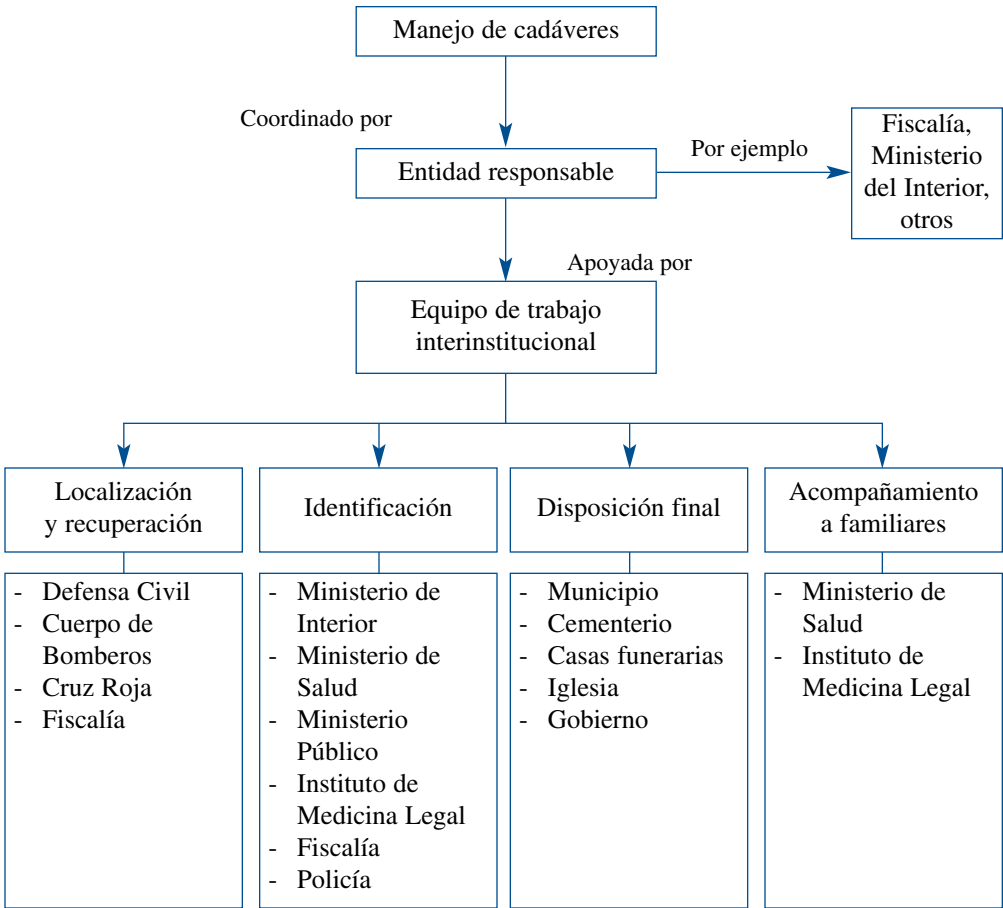 Manejo de cadáveres
Coordinado por
Entidad responsable
Por ejemplo
Fiscalía,
Ministerio
del Interior,
otros
Apoyada por
Equipo de trabajo
interinstitucional
Localización
y recuperación
- Defensa Civil
- Cuerpo de
Bomberos
- Cruz Roja
- Fiscalía
Identificación
- Ministerio de
Interior
- Ministerio de
Salud
- Ministerio
Público
- Instituto de
Medicina Legal
- Fiscalía
- Policía
Disposición final
- Municipio
- Cementerio
- Casas funerarias
- Iglesia
- Gobierno
Acompañamiento
a familiares
- Ministerio de
Salud
- Instituto de
Medicina Legal